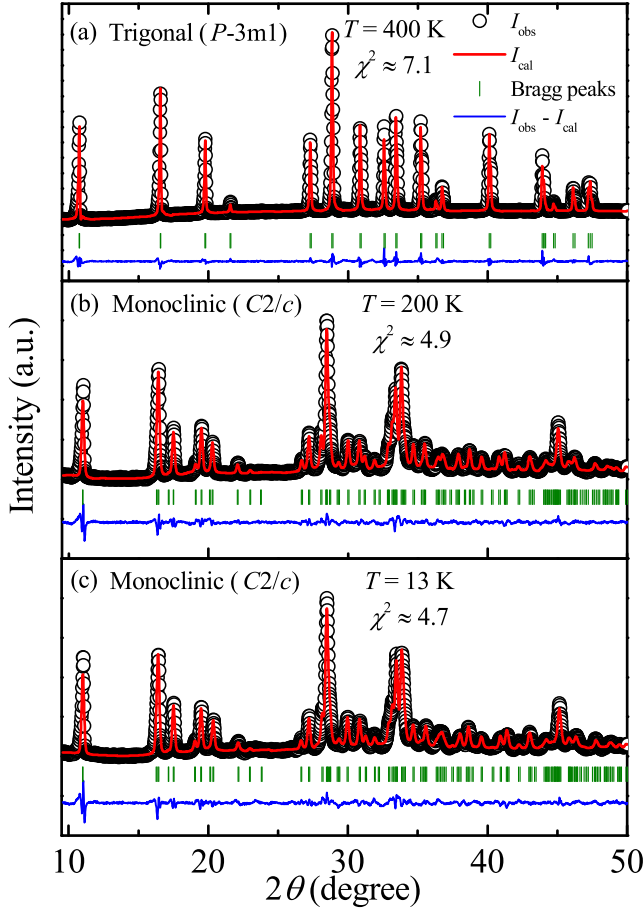 (a) Trigonal (P-3m1) T = 400 K
χ² ≈ 7.1
I_obs
I_cal
Bragg peaks
I_obs - I_cal
(b) Monoclinic (C2/c) T = 200 K
χ² ≈ 4.9
(c) Monoclinic (C2/c) T = 13 K
χ² ≈ 4.7
Intensity (a.u.)
10 20 30 40 50
2θ (degree)